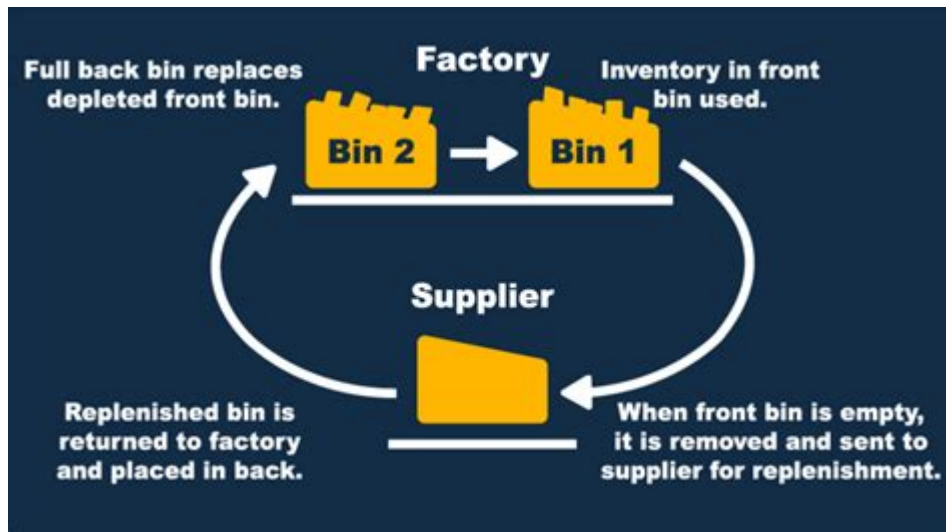 Factory
Full back bin replaces
depleted front bin.
Inventory in front
bin used.
Bin 2
Bin 1
Supplier
Replenished bin is
returned to factory
and placed in back.
When front bin is empty,
it is removed and sent to
supplier for replenishment.